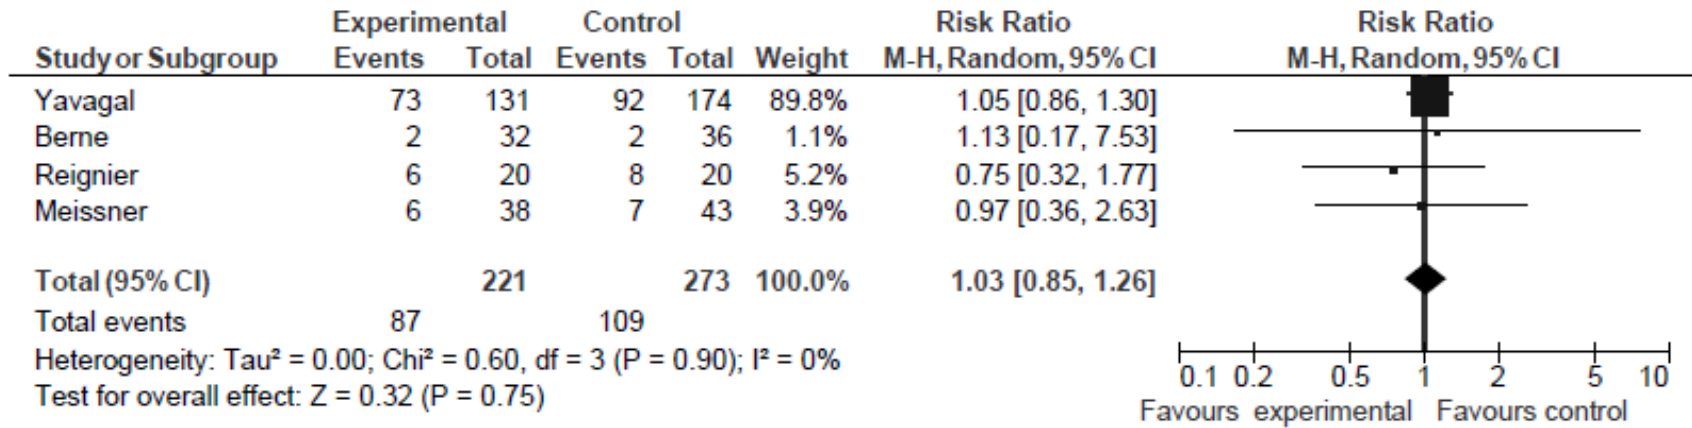 Experimental Control Risk Ratio Risk Ratio
Study or Subgroup Events Total Events Total Weight M-H, Random, 95% CI M-H, Random, 95% CI
Yavagal 73 131 92 174 89.8% 1.05 [0.86, 1.30]
Berne 2 32 2 36 1.1% 1.13 [0.17, 7.53]
Reignier 6 20 8 20 5.2% 0.75 [0.32, 1.77]
Meissner 6 38 7 43 3.9% 0.97 [0.36, 2.63]
Total (95% CI) 221 273 100.0% 1.03 [0.85, 1.26]
Total events 87 109
Heterogeneity: Tau² = 0.00; Chi² = 0.60, df = 3 (P = 0.90); I² = 0%
Test for overall effect: Z = 0.32 (P = 0.75)
0.1 0.2 0.5 1 2 5 10
Favours experimental Favours control